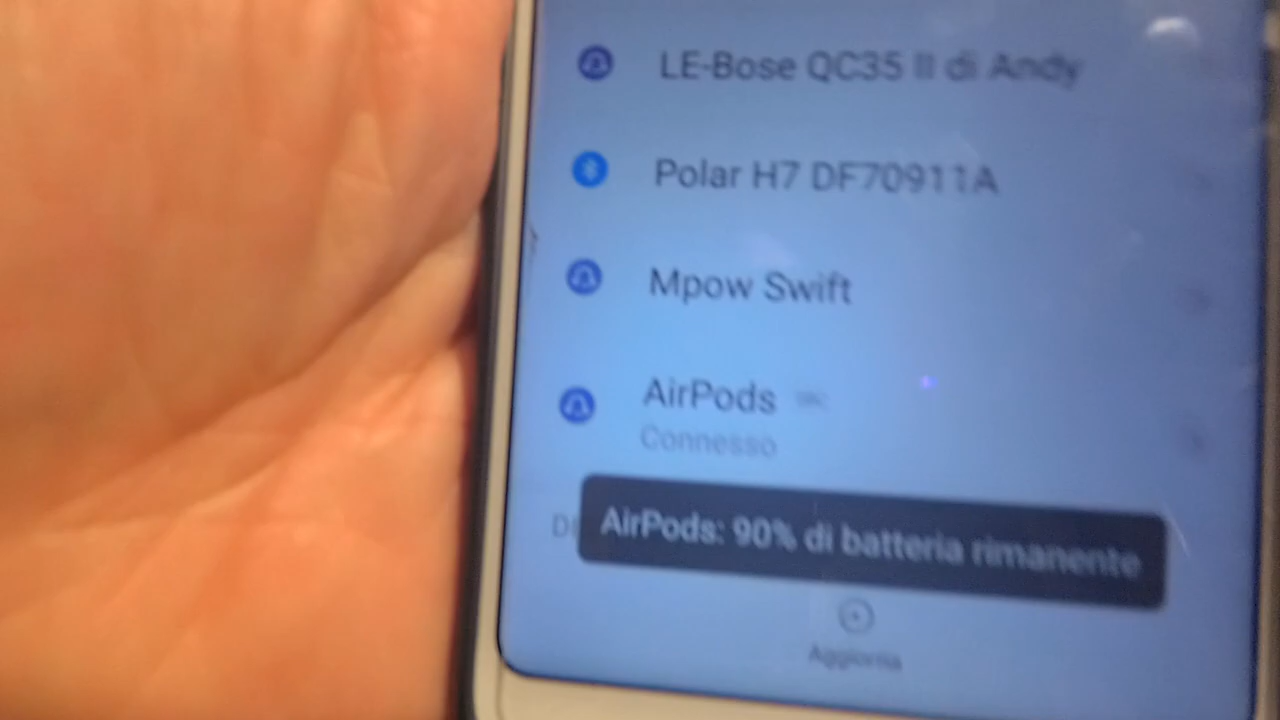 LE-Bose QC35 II di Andy
Polar H7 DF70911A
Mpow Swift
AirPods
Connesso
AirPods: 90% di batteria rimanente
Aggiorna